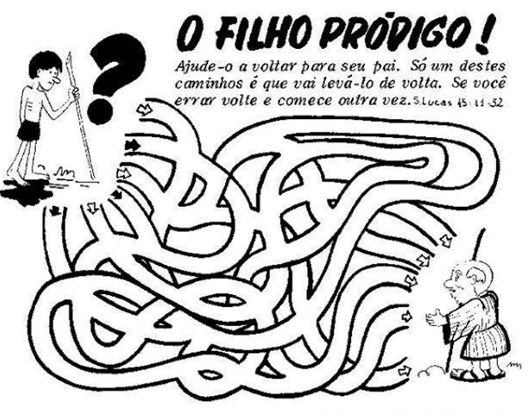 O FILHO PRÓDIGO!
Ajude-o a voltar para seu pai. Só um destes
caminhos é que vai levá-lo de volta. Se você
errar volte e comece outra vez. S. Lucas 15:11-32
?